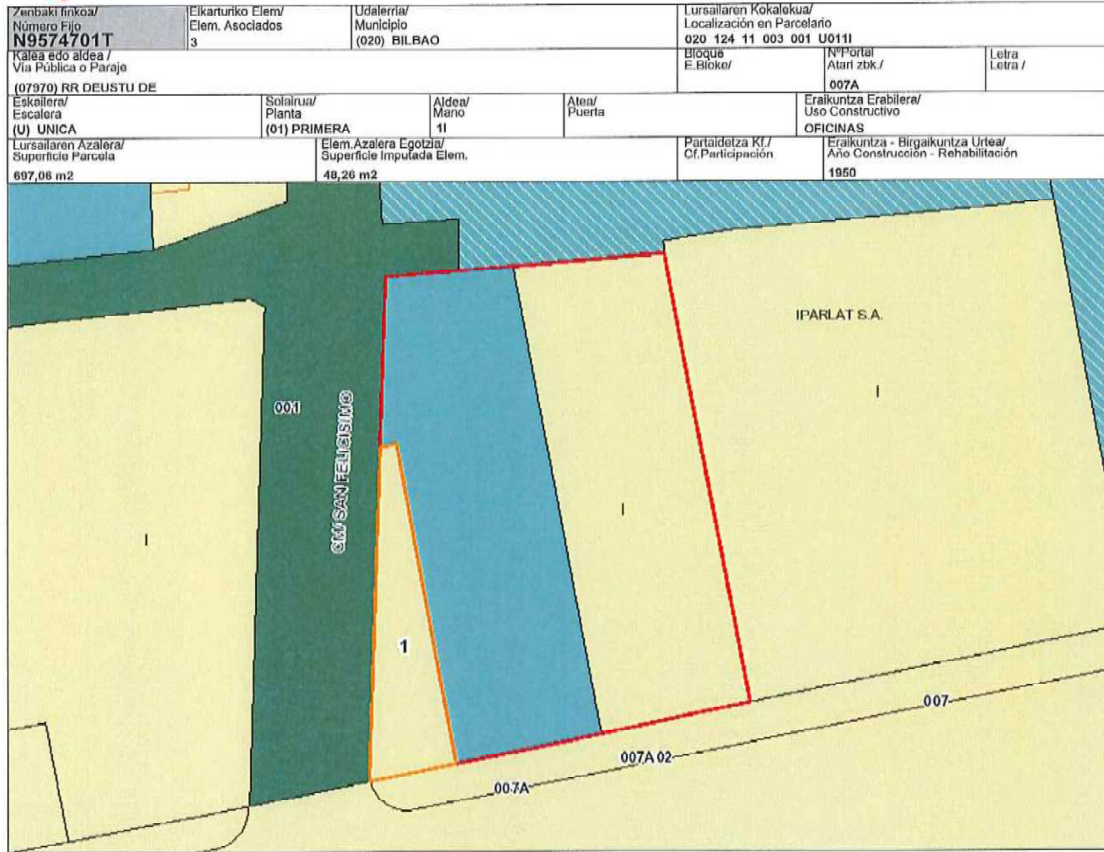 Zenbaki finkoa/
Número Fijo
N9574701T
Elkarturiko Elem/
Elem. Asociados
3
Udalerria/
Municipio
(020) BILBAO
Lursailaren Kokalekua/
Localización en Parcelario
020 124 11 003 001 U011I
Kalea edo aldea /
Vía Pública o Paraje
(07970) RR DEUSTU DE
Bloque
E.Bloke/
NºPortal
Atari zbk./
007A
Letra
Letra /
Eskailera/
Escalera
(U) UNICA
Solairua/
Planta
(01) PRIMERA
Aldea/
Mano
1I
Atea/
Puerta
Eraikuntza Erabilera/
Uso Constructivo
OFICINAS
Lursailaren Azalera/
Superficie Parcela
697,06 m2
Elem.Azalera Egotzia/
Superficie Imputada Elem.
48,26 m2
Partaidetza Kf./
Cf.Participación
Eraikuntza - Birgaikuntza Urtea/
Año Construccion - Rehabilitación
1950
IPARLAT S.A.
I
001
CM/ SAN FELICISIMO
I
I
1
007
007A 02
007A